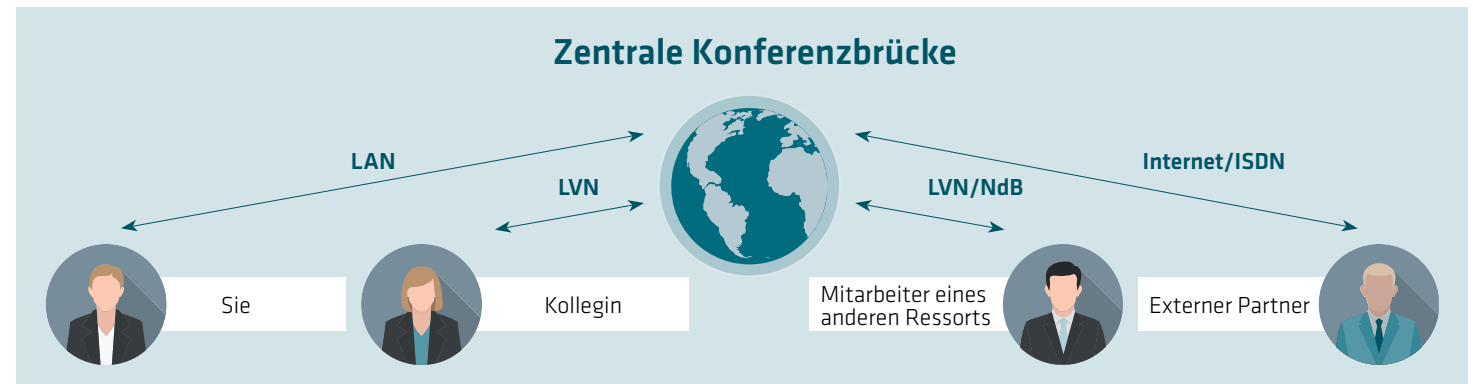 Zentrale Konferenzbrücke
LAN
LVN
LVN/NdB
Internet/ISDN
Sie
Kollegin
Mitarbeiter eines
anderen Ressorts
Externer Partner